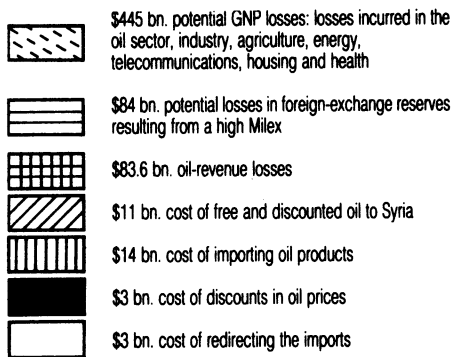 $445 bn. potential GNP losses: losses incurred in the
oil sector, industry, agriculture, energy,
telecommunications, housing and health
$84 bn. potential losses in foreign-exchange reserves
resulting from a high Milex
$83.6 bn. oil-revenue losses
$11 bn. cost of free and discounted oil to Syria
$14 bn. cost of importing oil products
$3 bn. cost of discounts in oil prices
$3 bn. cost of redirecting the imports